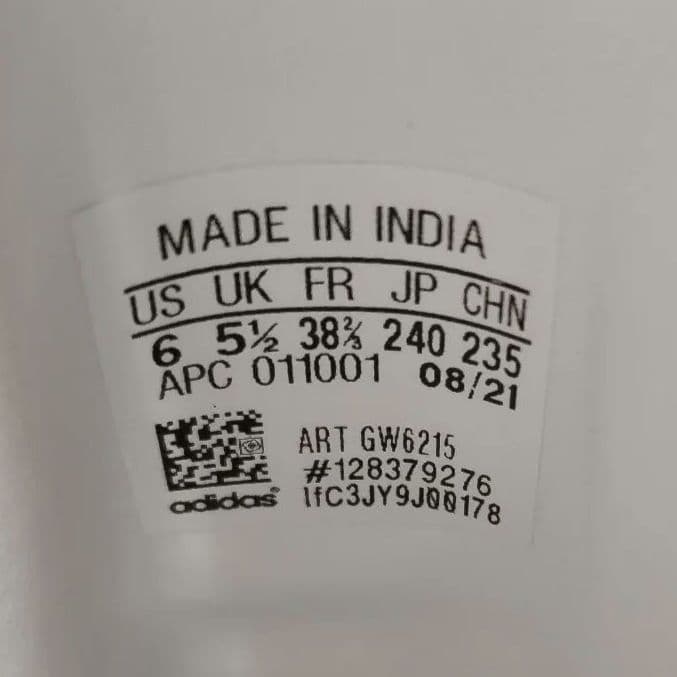 MADE IN INDIA
US UK FR JP CHN
6 5½ 38⅔ 240 235
APC 011001 08/21
ART GW6215
#128379276
IfC3JY9J00178
adidas